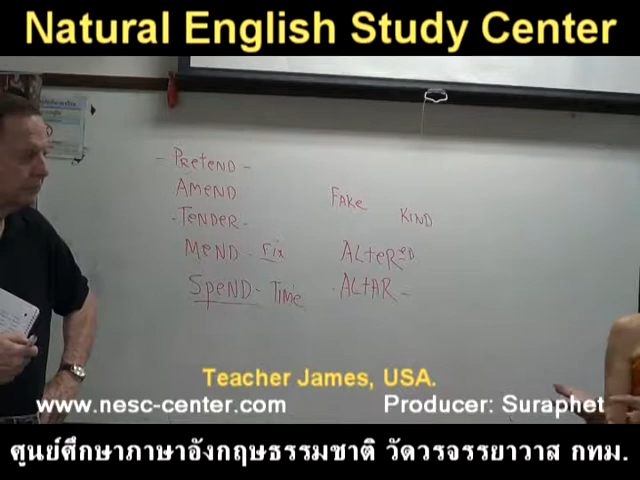 Natural English Study Center
- PRetend -
AMEND
FAKe
KIND
- TeNDeR -
MeND - Fix
ALteRed
SpeND - Time
- ALtAR -
Teacher James, USA.
www.nesc-center.com
Producer: Suraphet
ศูนย์ศึกษาภาษาอังกฤษธรรมชาติ วัดวรจรรยาวาส กทม.